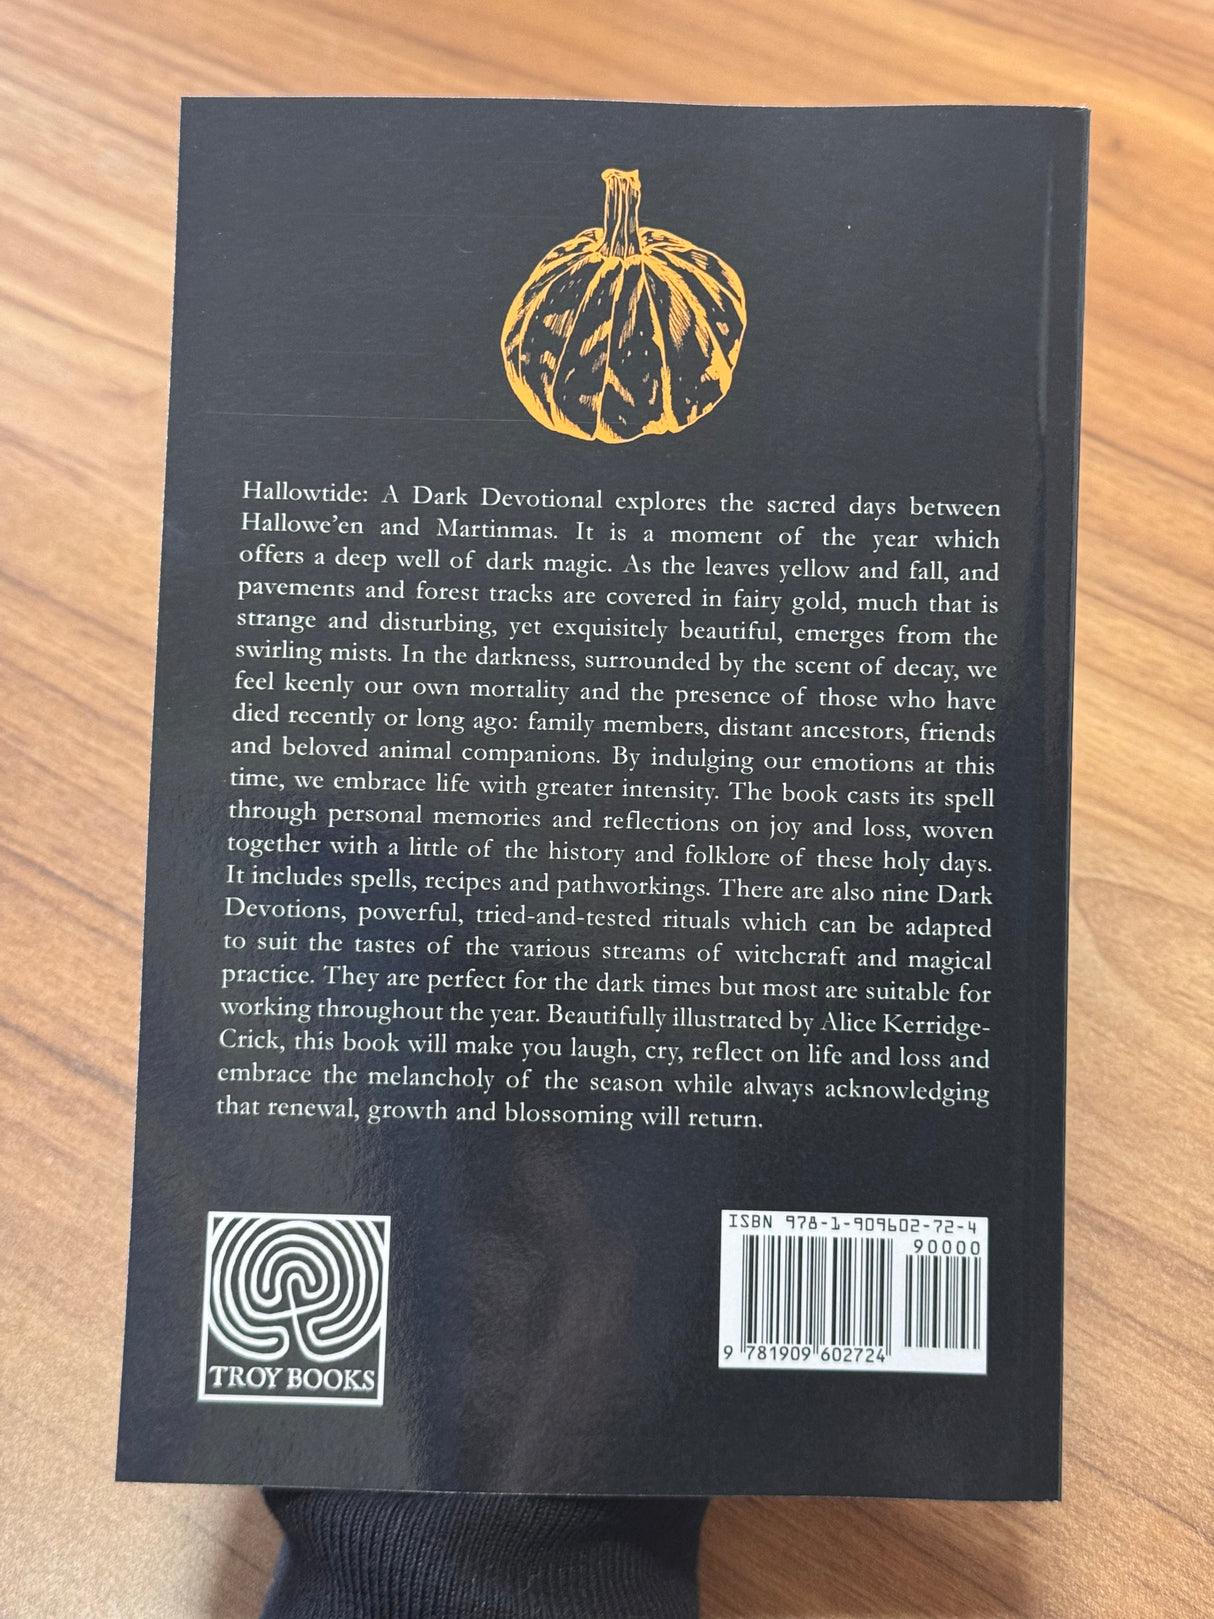 Hallowtide: A Dark Devotional explores the sacred days between
Hallowe'en and Martinmas. It is a moment of the year which
offers a deep well of dark magic. As the leaves yellow and fall, and
pavements and forest tracks are covered in fairy gold, much that is
strange and disturbing, yet exquisitely beautiful, emerges from the
swirling mists. In the darkness, surrounded by the scent of decay, we
feel keenly our own mortality and the presence of those who have
died recently or long ago: family members, distant ancestors, friends
and beloved animal companions. By indulging our emotions at this
time, we embrace life with greater intensity. The book casts its spell
through personal memories and reflections on joy and loss, woven
together with a little of the history and folklore of these holy days.
It includes spells, recipes and pathworkings. There are also nine Dark
Devotions, powerful, tried-and-tested rituals which can be adapted
to suit the tastes of the various streams of witchcraft and magical
practice. They are perfect for the dark times but most are suitable for
working throughout the year. Beautifully illustrated by Alice Kerridge-
Crick, this book will make you laugh, cry, reflect on life and loss and
embrace the melancholy of the season while always acknowledging
that renewal, growth and blossoming will return.
TROY BOOKS
ISBN 978-1-909602-72-4
90000
9 781909 602724